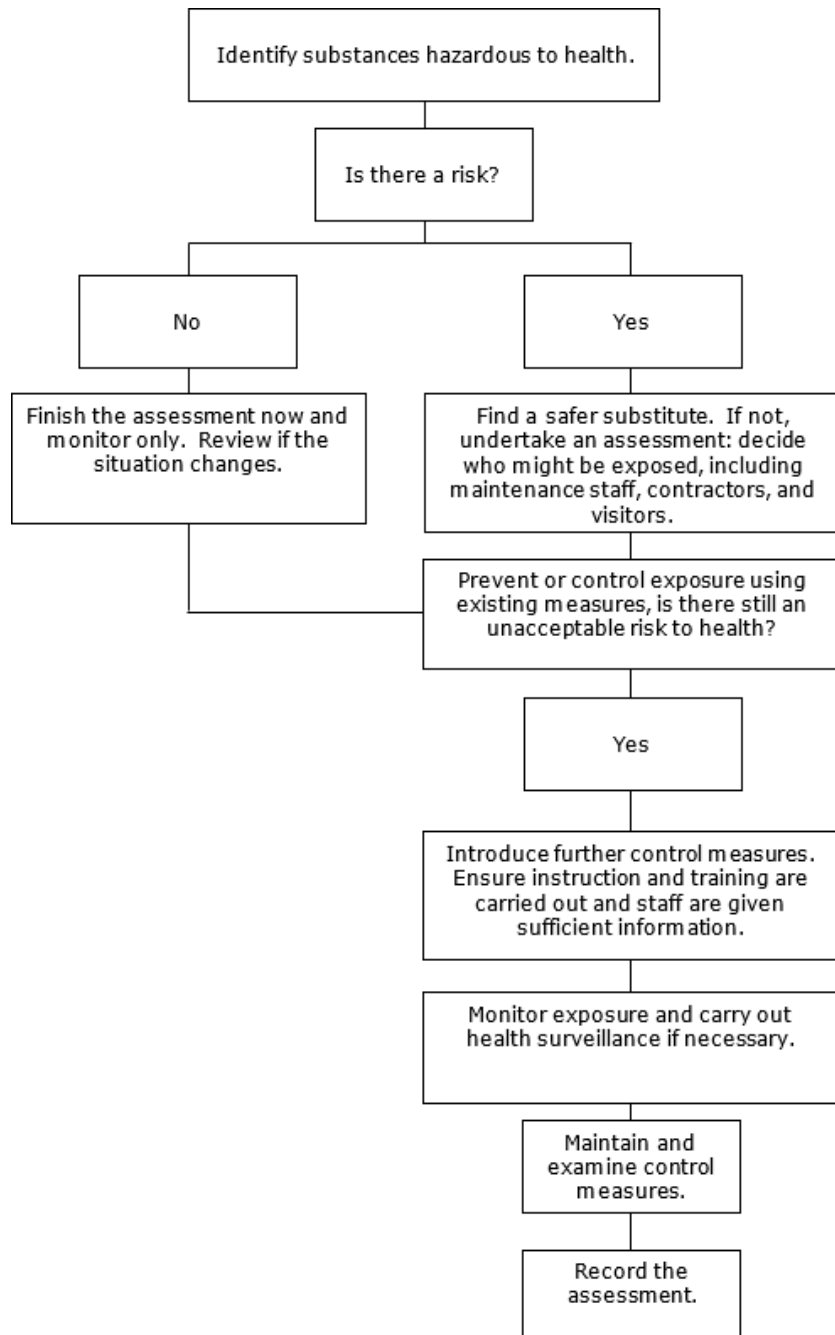 Identify substances hazardous to health.
Is there a risk?
No
Yes
Finish the assessment now and
monitor only.  Review if the
situation changes.
Find a safer substitute.  If not,
undertake an assessment: decide
who might be exposed, including
maintenance staff, contractors, and
visitors.
Prevent or control exposure using
existing measures, is there still an
unacceptable risk to health?
Yes
Introduce further control measures.
Ensure instruction and training are
carried out and staff are given
sufficient information.
Monitor exposure and carry out
health surveillance if necessary.
Maintain and
examine control
measures.
Record the
assessment.